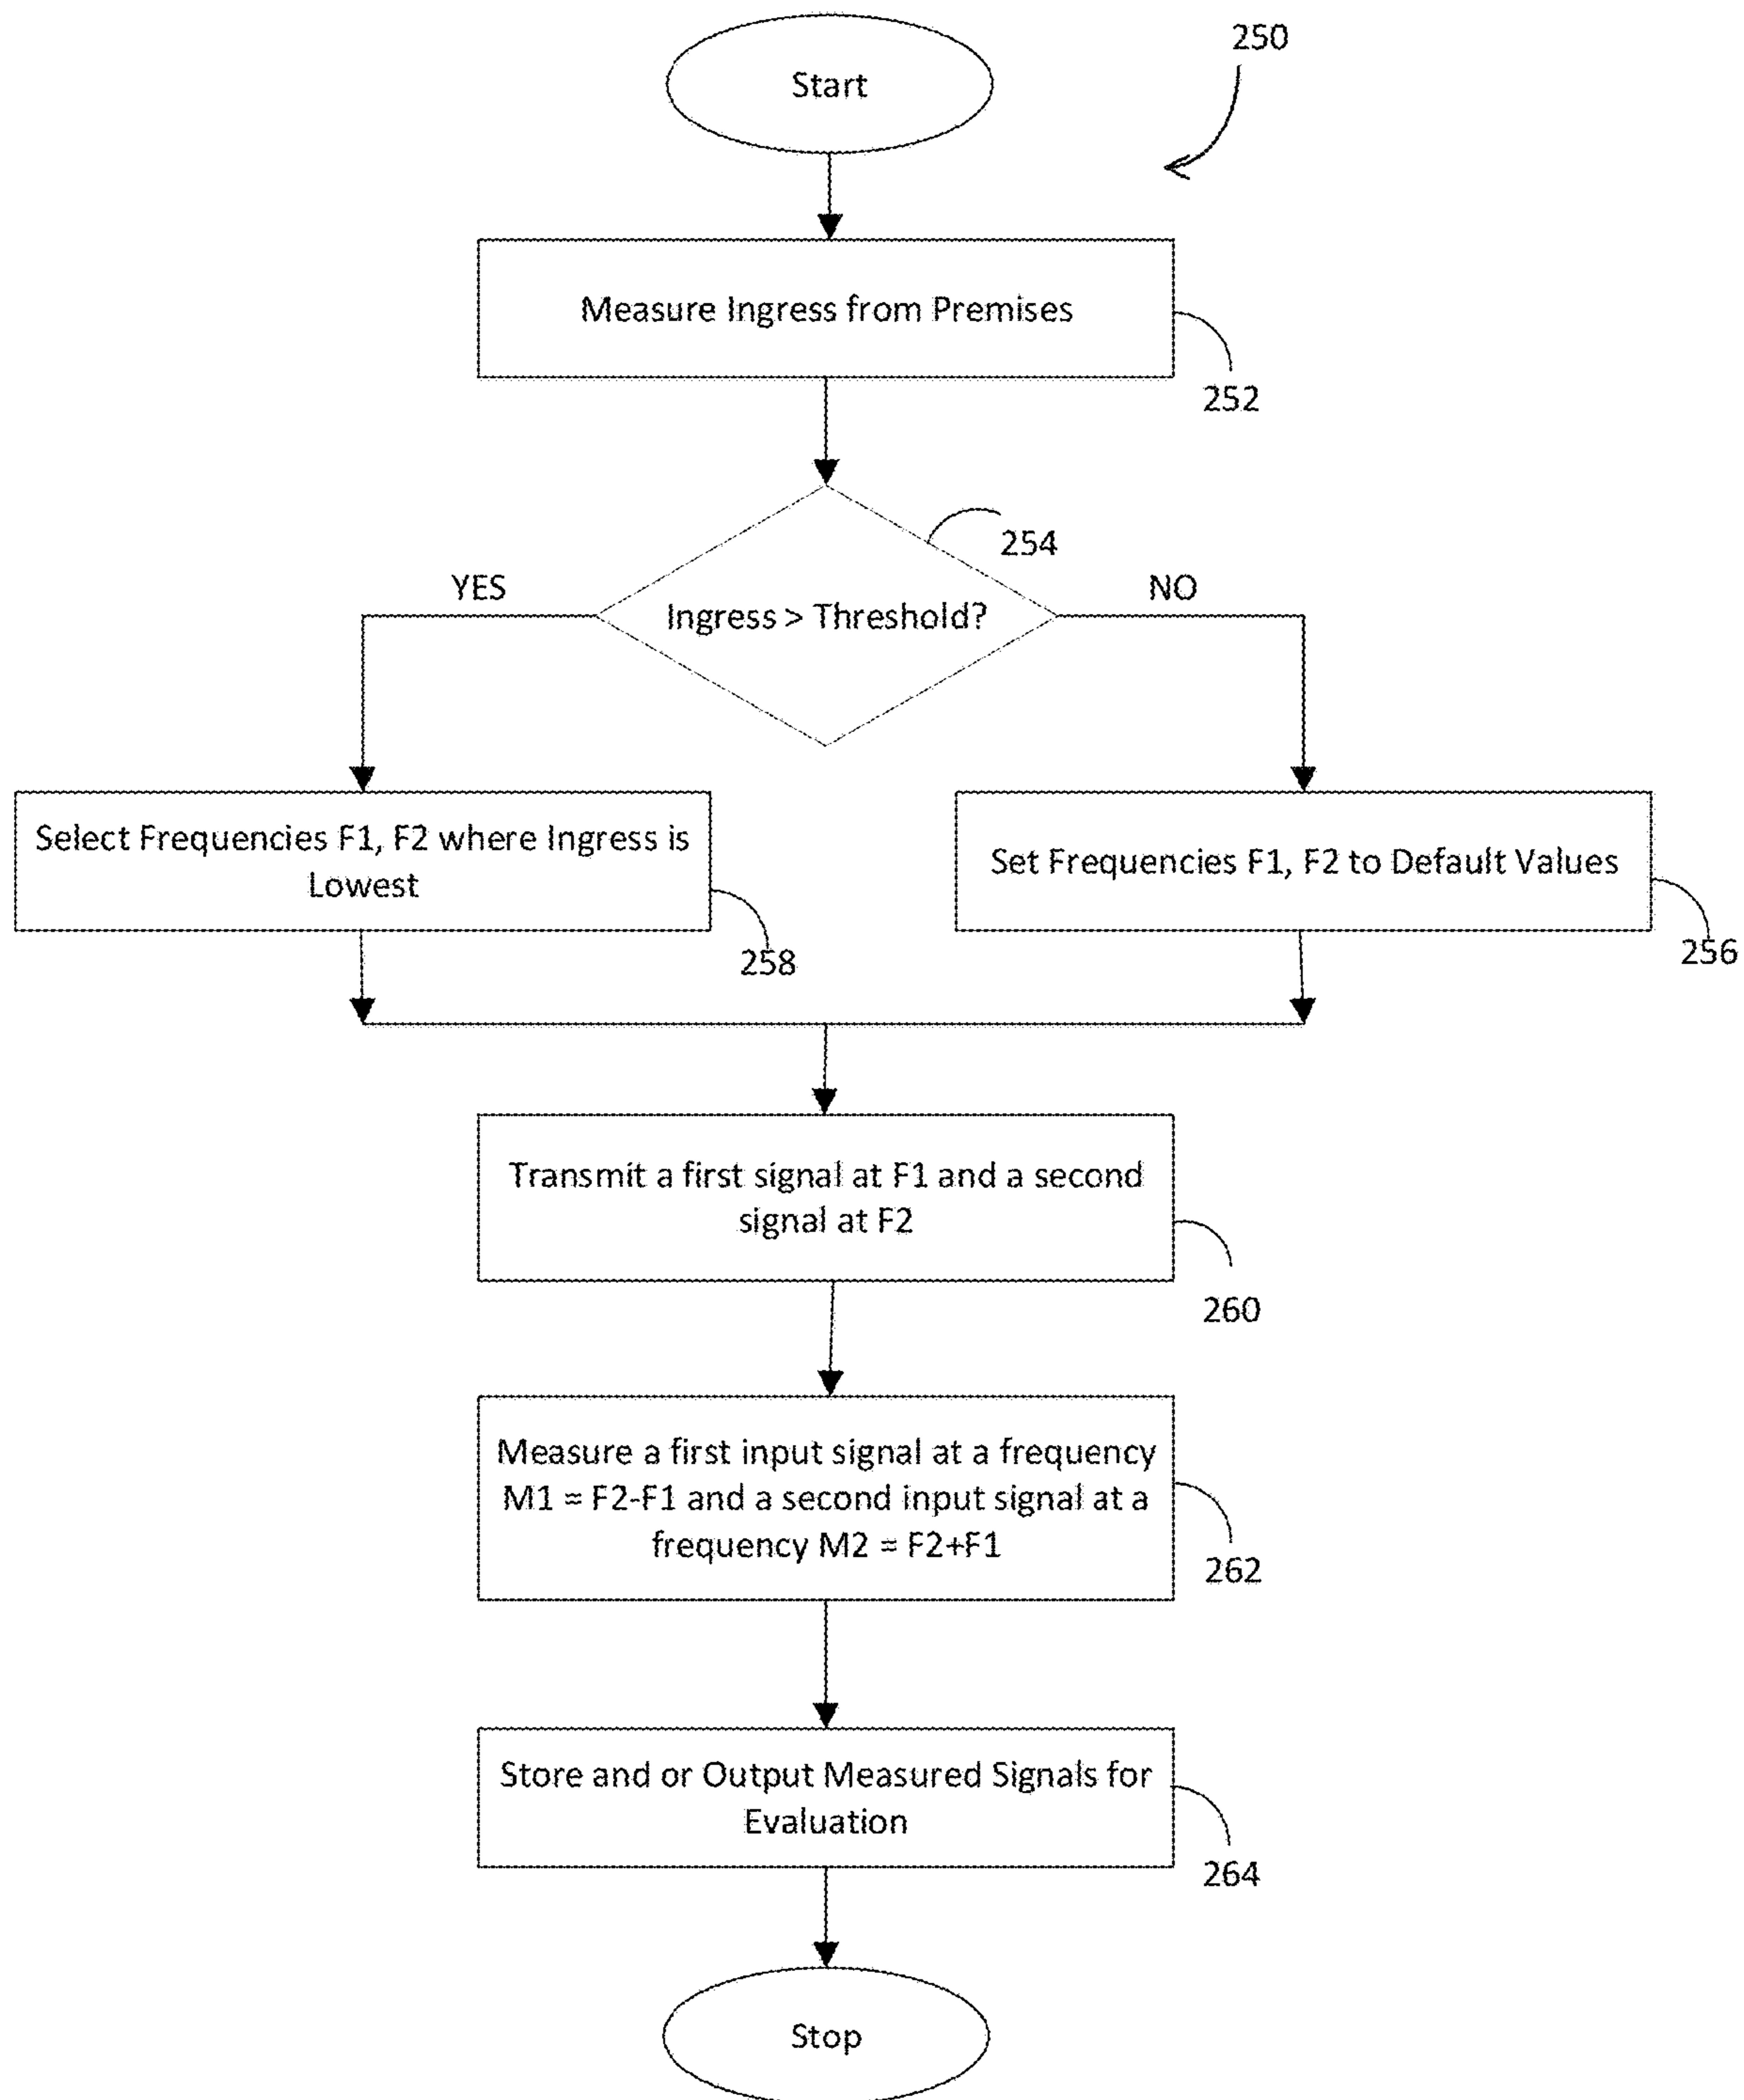 Start
250
Measure Ingress from Premises
252
254
YES
NO
Ingress > Threshold?
Select Frequencies F1, F2 where Ingress is
Lowest
258
Set Frequencies F1, F2 to Default Values
256
Transmit a first signal at F1 and a second
signal at F2
260
Measure a first input signal at a frequency
M1 = F2-F1 and a second input signal at a
frequency M2 = F2+F1
262
Store and or Output Measured Signals for
Evaluation
264
Stop